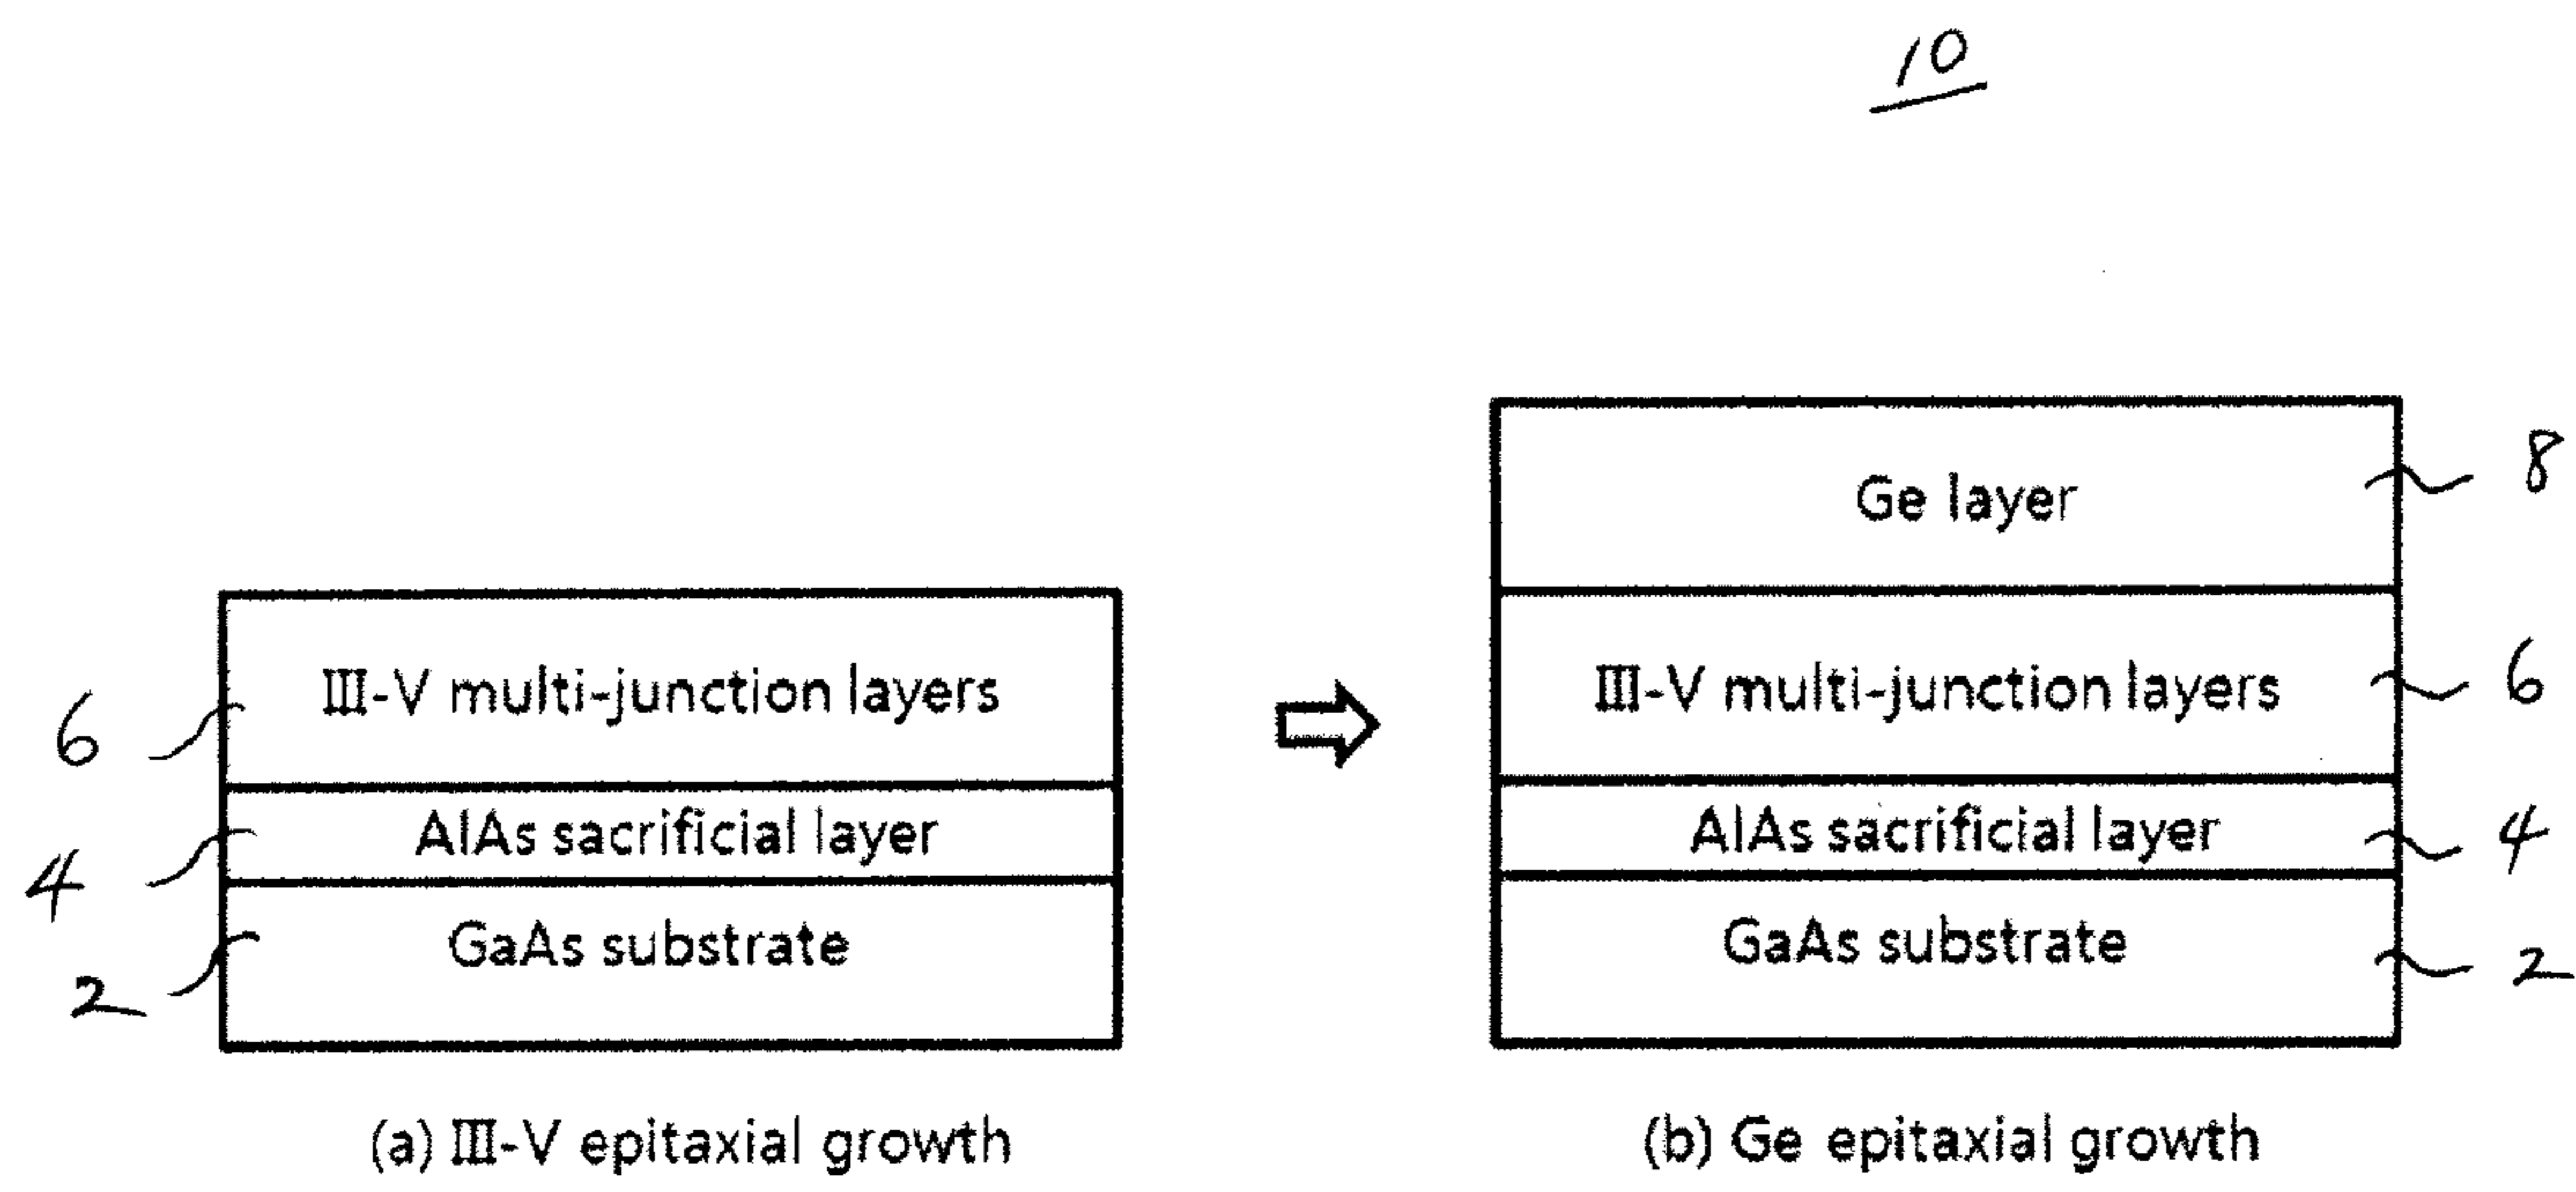 10
Ge layer
8
III-V multi-junction layers
6
AlAs sacrificial layer
4
GaAs substrate
2
III-V multi-junction layers
6
AlAs sacrificial layer
4
GaAs substrate
2
(a) III-V epitaxial growth
(b) Ge epitaxial growth